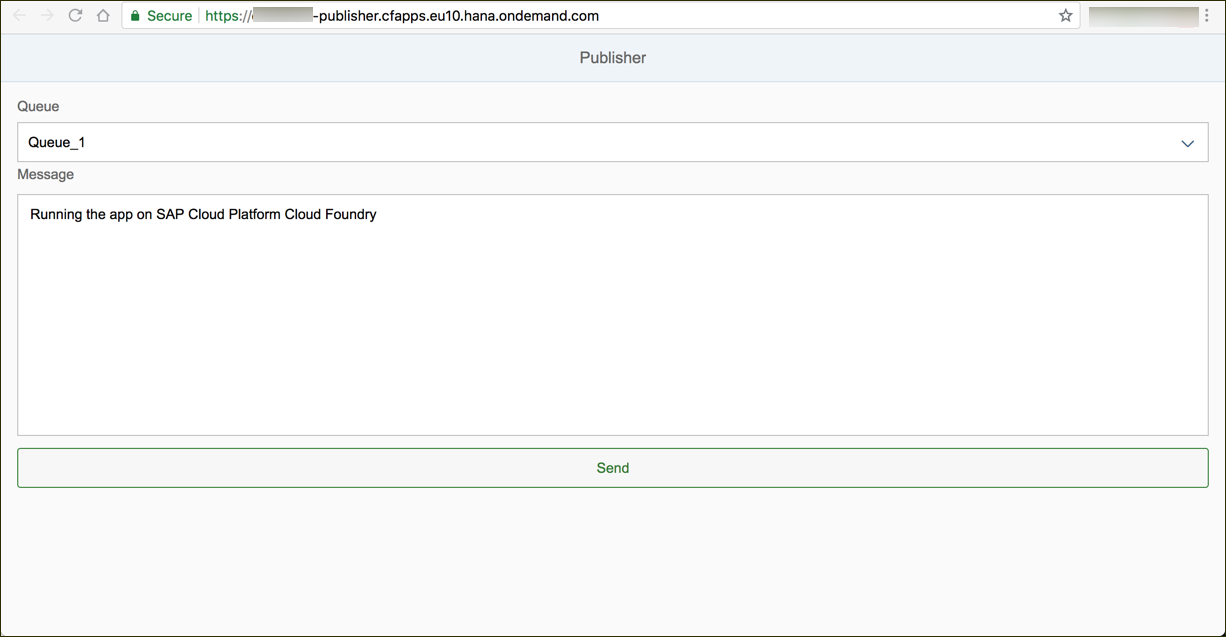 Secure https:// -publisher.cfapps.eu10.hana.ondemand.com
Publisher
Queue
Queue_1
Message
Running the app on SAP Cloud Platform Cloud Foundry
Send